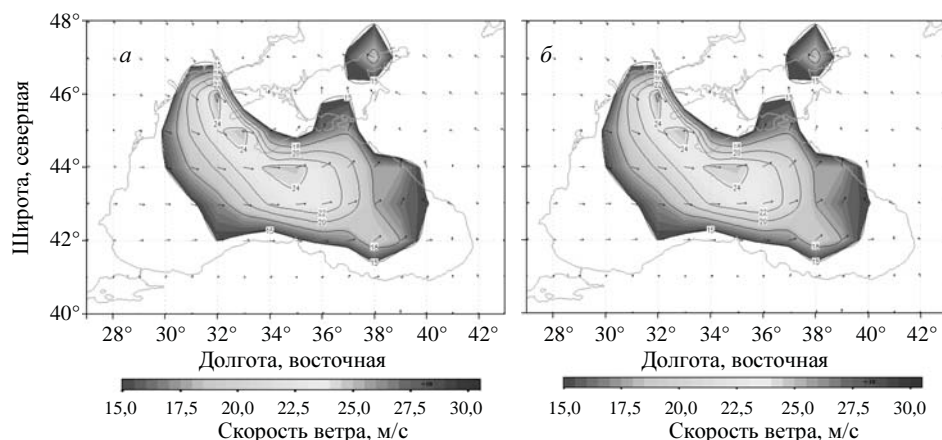 48°
46°
44°
42°
40°
Широта, северная
а
б
28° 30° 32° 34° 36° 38° 40° 42°
28° 30° 32° 34° 36° 38° 40° 42°
Долгота, восточная
Долгота, восточная
15,0 17,5 20,0 22,5 25,0 27,5 30,0
15,0 17,5 20,0 22,5 25,0 27,5 30,0
Скорость ветра, м/с
Скорость ветра, м/с